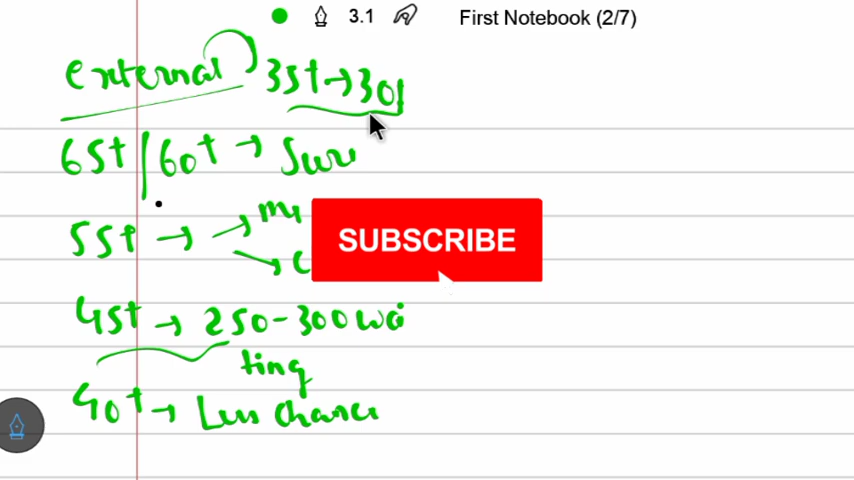 3.1 First Notebook (2/7)
external 35+ → 30+
65+ / 60+ → Sure
55+ →
SUBSCRIBE
45+ → 250-300 wai
ting
40+ → Less chance